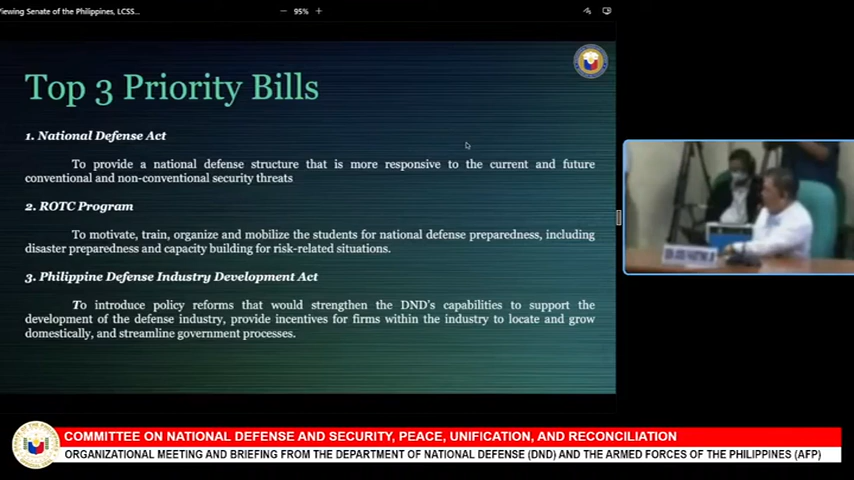 Viewing Senate of the Philippines, LCSS...
95%
Top 3 Priority Bills
1. National Defense Act
To provide a national defense structure that is more responsive to the current and future
conventional and non-conventional security threats
2. ROTC Program
To motivate, train, organize and mobilize the students for national defense preparedness, including
disaster preparedness and capacity building for risk-related situations.
3. Philippine Defense Industry Development Act
To introduce policy reforms that would strengthen the DND's capabilities to support the
development of the defense industry, provide incentives for firms within the industry to locate and grow
domestically, and streamline government processes.
COMMITTEE ON NATIONAL DEFENSE AND SECURITY, PEACE, UNIFICATION, AND RECONCILIATION
ORGANIZATIONAL MEETING AND BRIEFING FROM THE DEPARTMENT OF NATIONAL DEFENSE (DND) AND THE ARMED FORCES OF THE PHILIPPINES (AFP)